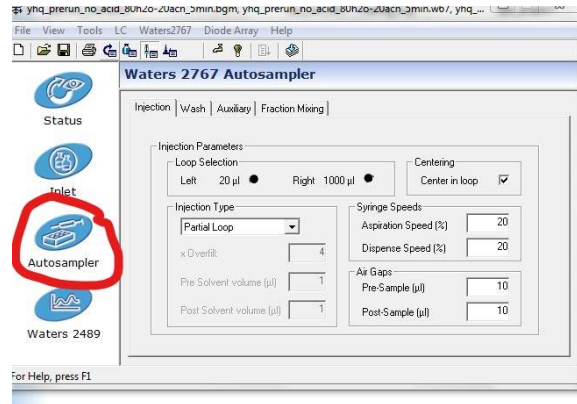 yhq_prerun_no_acid_80h2o-20acn_5min.bgm, yhq_prerun_no_acid_80h2o-20acn_5min.w67, yhq_...
File View Tools LC Waters2767 Diode Array Help
Waters 2767 Autosampler
Status
Inlet
Autosampler
Waters 2489
Injection Wash Auxiliary Fraction Mixing
Injection Parameters
Loop Selection
Left 20 µl Right 1000 µl
Centering
Center in loop
Injection Type
Partial Loop
x Overfill: 4
Pre Solvent volume (µl) 1
Post Solvent volume (µl) 1
Syringe Speeds
Aspiration Speed (%) 20
Dispense Speed (%) 20
Air Gaps
Pre-Sample (µl) 10
Post-Sample (µl) 10
For Help, press F1